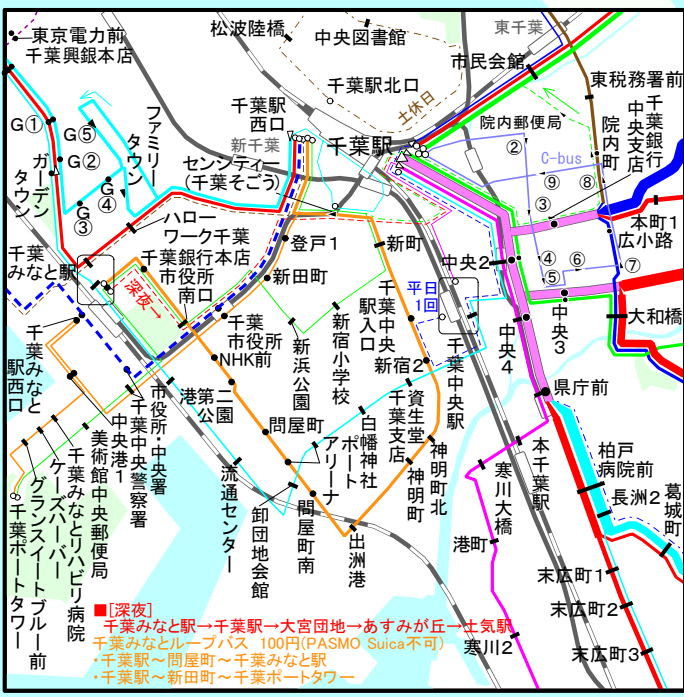 東京電力前
千葉興銀本店
松波陸橋
中央図書館
東千葉
市民会館
千葉駅北口
土休日
東税務署前
千葉駅
西口
新千葉
センシティー
(千葉そごう)
千葉駅
院内郵便局
院内町
千葉銀行
中央支店
C-bus
②
⑨
⑧
③
④
⑥
⑤
⑦
G①
G⑤
G②
G④
G③
ファミリー
タウン
ガーデン
タウン
ハロー
ワーク千葉
千葉銀行本店
市役所
南口
深夜→
千葉
みなと駅
登戸1
新町
新田町
中央2
本町1
広小路
平日
1回
千葉中央
駅入口
千葉
市役所
NHK前
新浜公園
新宿小学校
新宿2
千葉中央駅
中央4
中央3
大和橋
県庁前
千葉みなと
駅西口
中央港1
市役所・中央署
千葉中央警察署
港第二
公園
問屋町
アリーナ
ポート
白幡神社
資生堂
千葉支店
神明町
神明町北
本千葉駅
寒川大橋
柏戸
病院前
長洲2
葛城町
美術館中央郵便局
千葉みなとリハビリ病院
ケーズハーバー
グランスイートブルー前
千葉ポートタワー
流通センター
卸団地会館
問屋町南
出洲港
港町
末広町1
末広町2
末広町3
寒川2
■[深夜]
千葉みなと駅→千葉駅→大宮団地→あすみが丘→土気駅
千葉みなとループバス 100円(PASMO Suica不可)
・千葉駅～問屋町～千葉みなと駅
・千葉駅～新田町～千葉ポートタワー